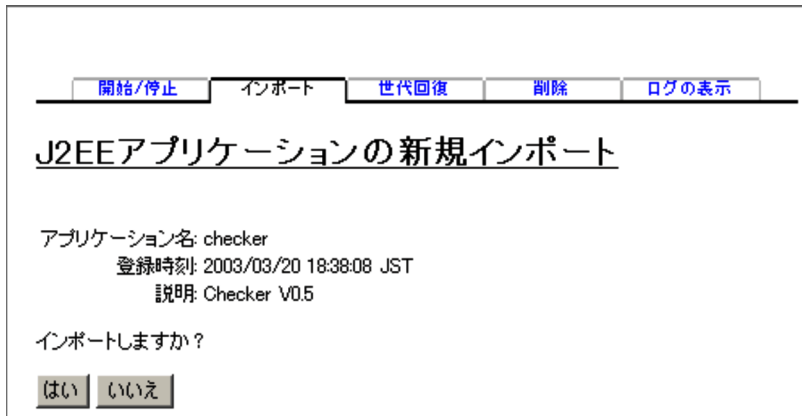 開始/停止 インポート 世代回復 削除 ログの表示
J2EEアプリケーションの新規インポート
アプリケーション名: checker
登録時刻: 2003/03/20 18:38:08 JST
説明: Checker V0.5
インポートしますか？
はい いいえ